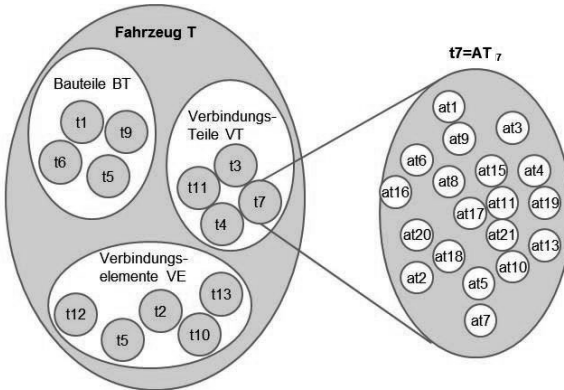 Fahrzeug T
Bauteile BT
t1
t9
t6
t5
Verbindungs-
Teile VT
t3
t11
t7
t4
Verbindungs-
elemente VE
t13
t2
t12
t10
t5
t7=AT 7
at1
at3
at9
at6
at15
at4
at8
at16
at11
at19
at17
at20
at21
at13
at18
at10
at2
at5
at7